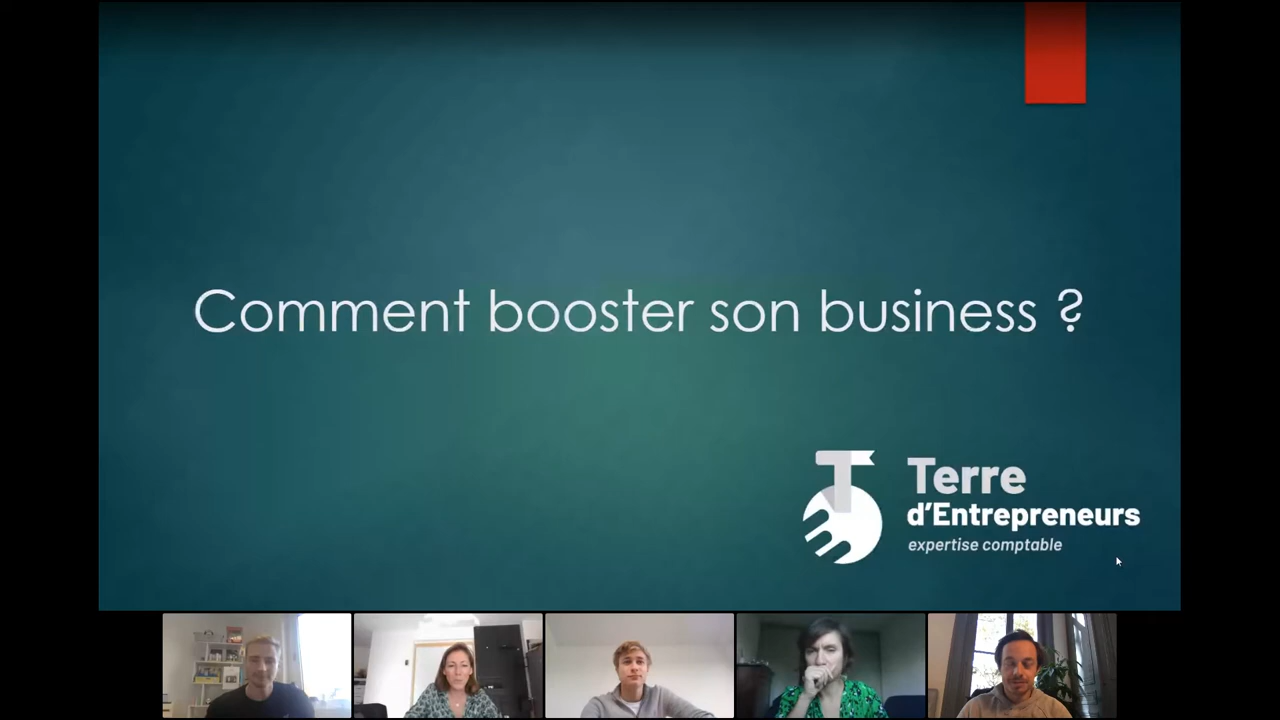 Comment booster son business ?
Terre
d'Entrepreneurs
expertise comptable